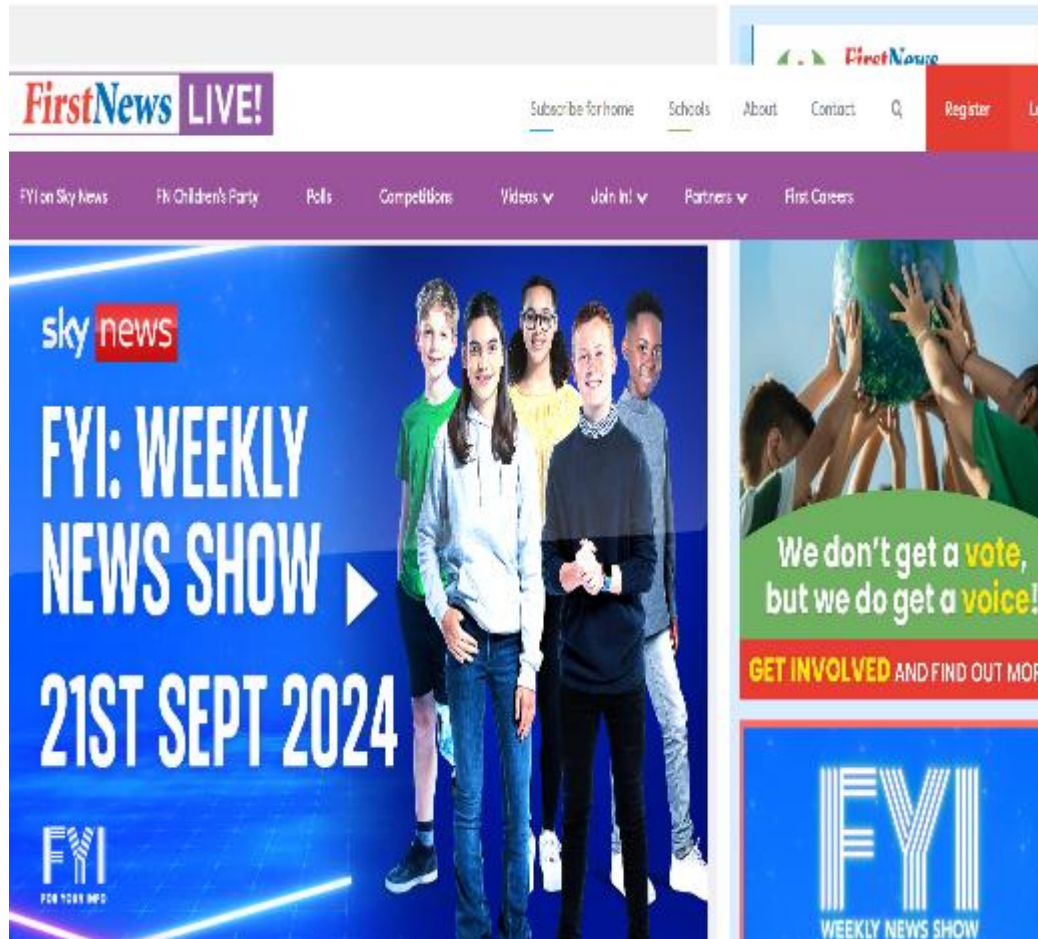 FirstNews
FirstNews LIVE!
Subscribe for home Schools About Contact Register
FYI on Sky News FN Children's Party Polls Competitions Videos Join In! Partners First Careers
sky news
FYI: WEEKLY
NEWS SHOW
21ST SEPT 2024
FYI
FOR YOUR INFO
We don't get a vote,
but we do get a voice!
GET INVOLVED AND FIND OUT MOR
FYI
WEEKLY NEWS SHOW